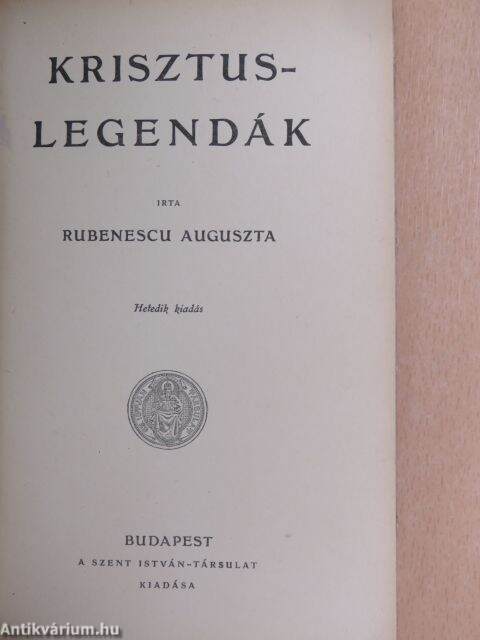 KRISZTUS-
LEGENDÁK
IRTA
RUBENESCU AUGUSZTA
Hetedik kiadás
BUDAPEST
A SZENT ISTVÁN-TÁRSULAT
KIADÁSA
Antikvárium.hu